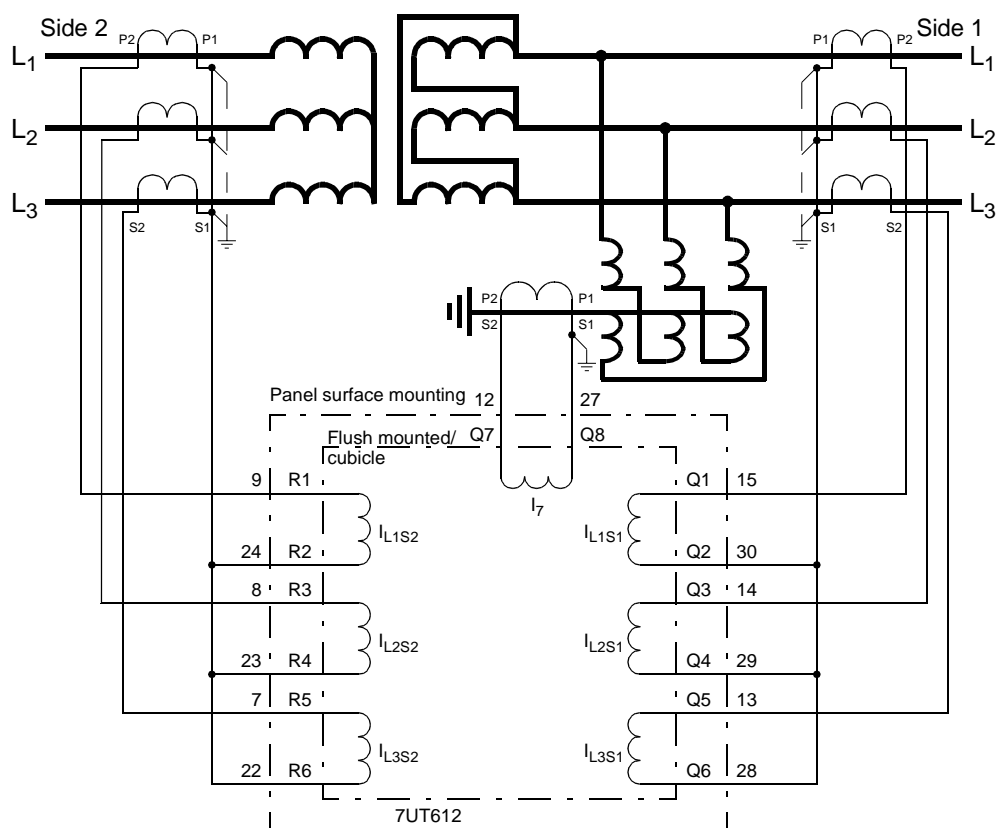 Side 2
P2 P1
P1 P2
Side 1
L1
L1
L2
L2
L3
L3
S2 S1
S1 S2
P2 P1
S2 S1
Panel surface mounting 12 27
Flush mounted/ Q7 Q8
cubicle
9 R1
Q1 15
I7
IL1S2
IL1S1
24 R2
Q2 30
8 R3
Q3 14
IL2S2
IL2S1
23 R4
Q4 29
7 R5
Q5 13
IL3S2
IL3S1
22 R6
Q6 28
7UT612